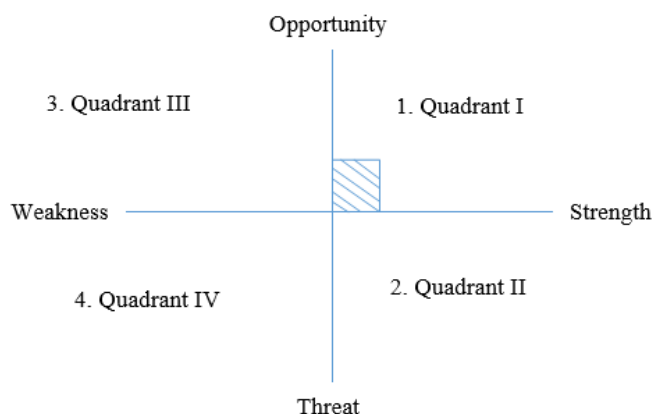 Opportunity
3. Quadrant III
1. Quadrant I
Weakness
Strength
4. Quadrant IV
2. Quadrant II
Threat